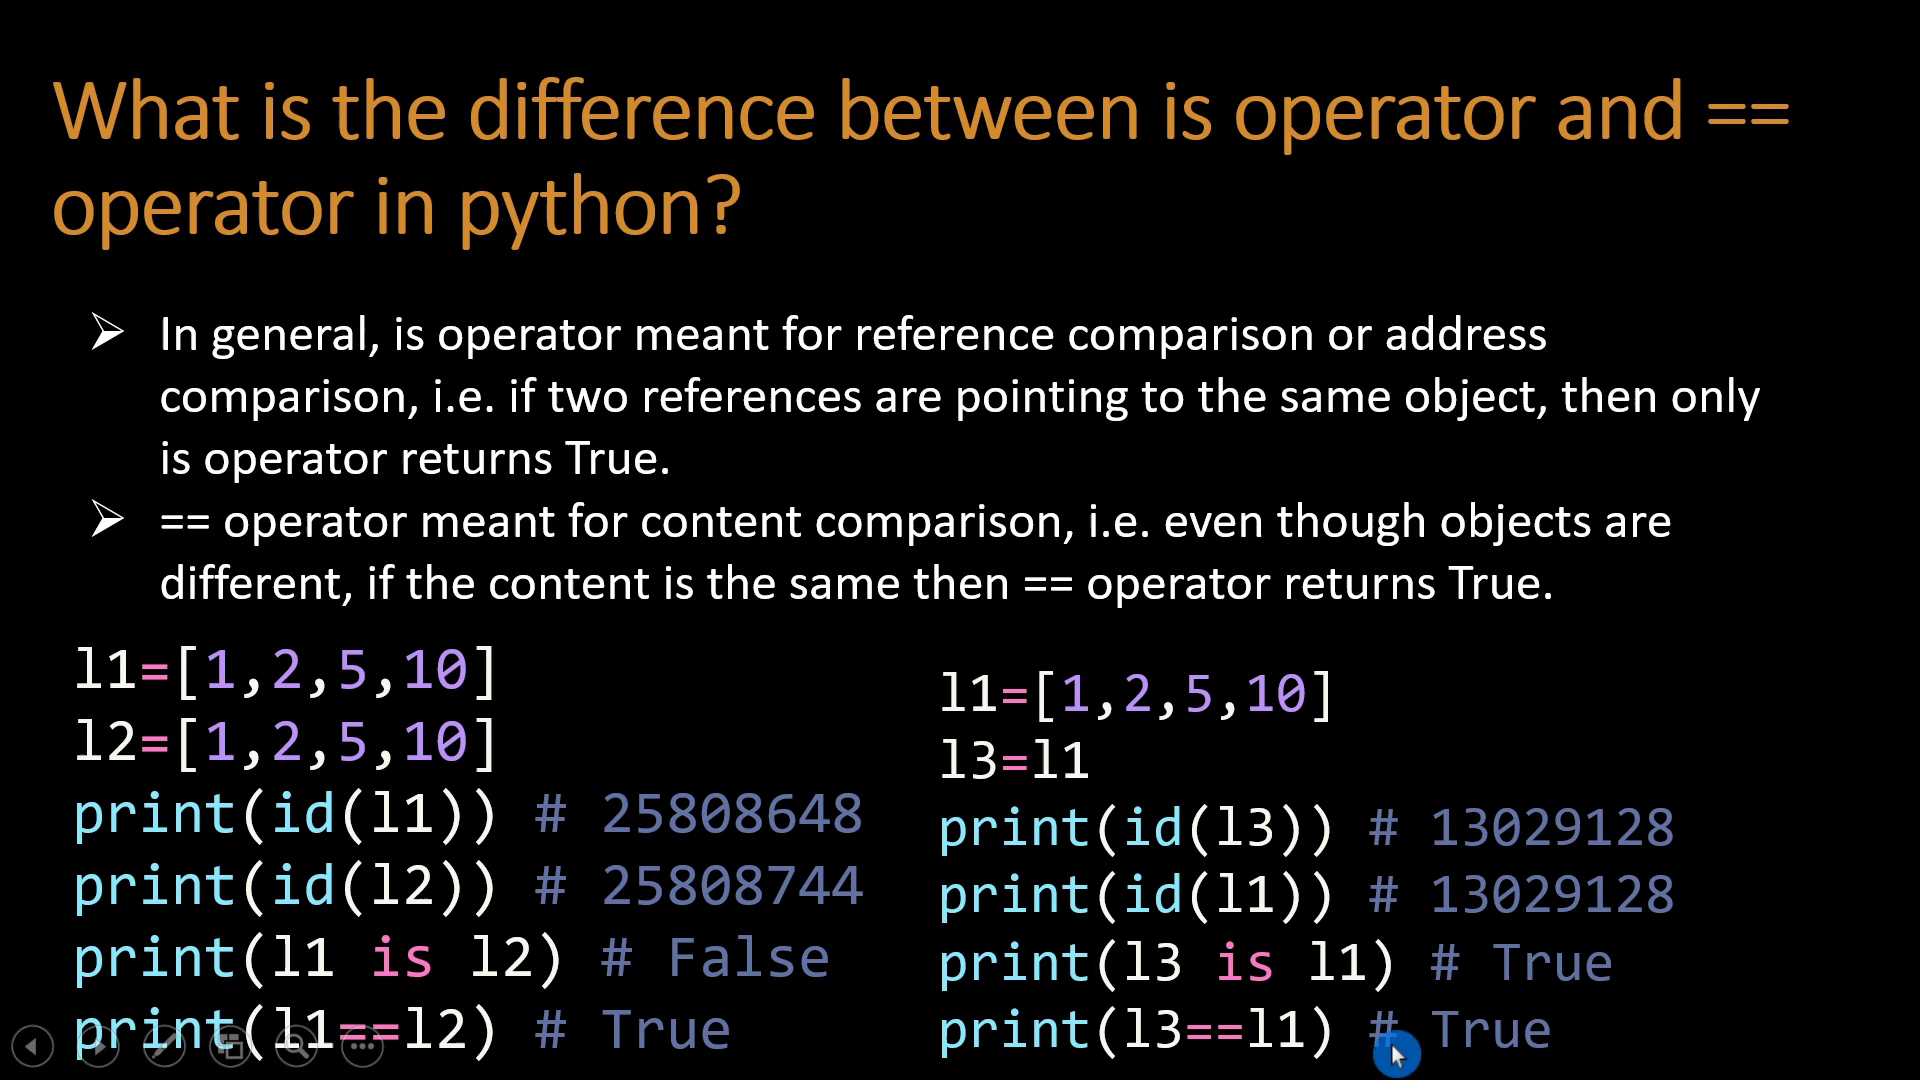 What is the difference between is operator and ==
operator in python?
➢ In general, is operator meant for reference comparison or address
comparison, i.e. if two references are pointing to the same object, then only
is operator returns True.
➢ == operator meant for content comparison, i.e. even though objects are
different, if the content is the same then == operator returns True.
l1=[1,2,5,10]
l2=[1,2,5,10]
print(id(l1)) # 25808648
print(id(l2)) # 25808744
print(l1 is l2) # False
print(l1==l2) # True
l1=[1,2,5,10]
l3=l1
print(id(l3)) # 13029128
print(id(l1)) # 13029128
print(l3 is l1) # True
print(l3==l1) # True